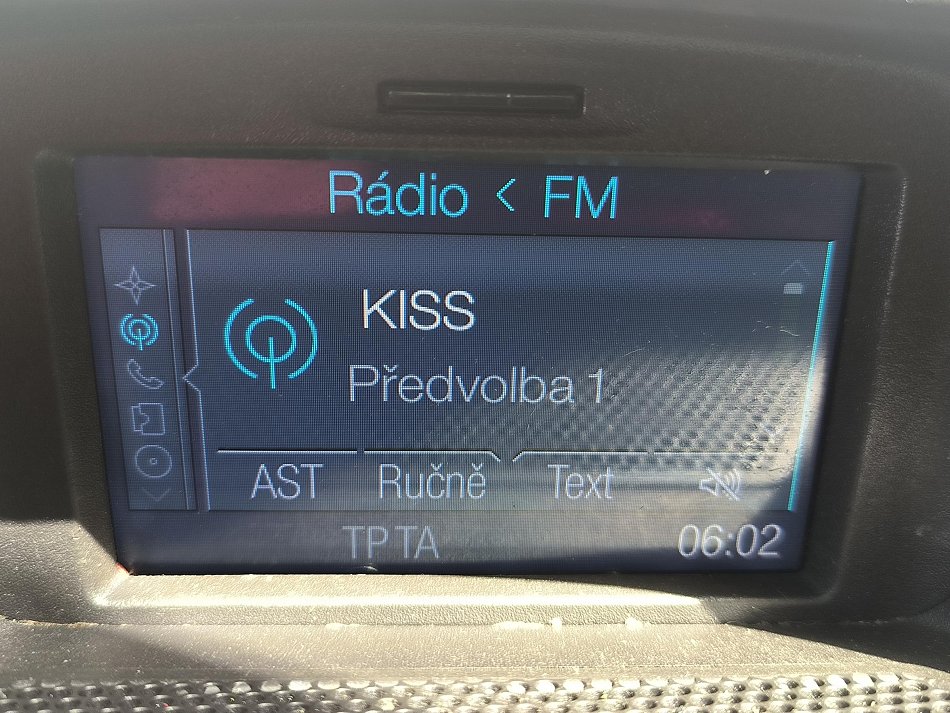 Rádio < FM
KISS
Předvolba 1
AST Ručně Text
TP TA 06:02